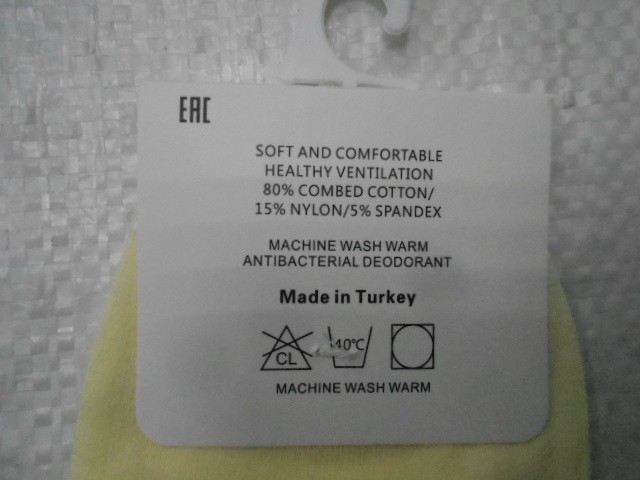 EAC
SOFT AND COMFORTABLE
HEALTHY VENTILATION
80% COMBED COTTON/
15% NYLON/5% SPANDEX
MACHINE WASH WARM
ANTIBACTERIAL DEODORANT
Made in Turkey
CL 40℃
MACHINE WASH WARM